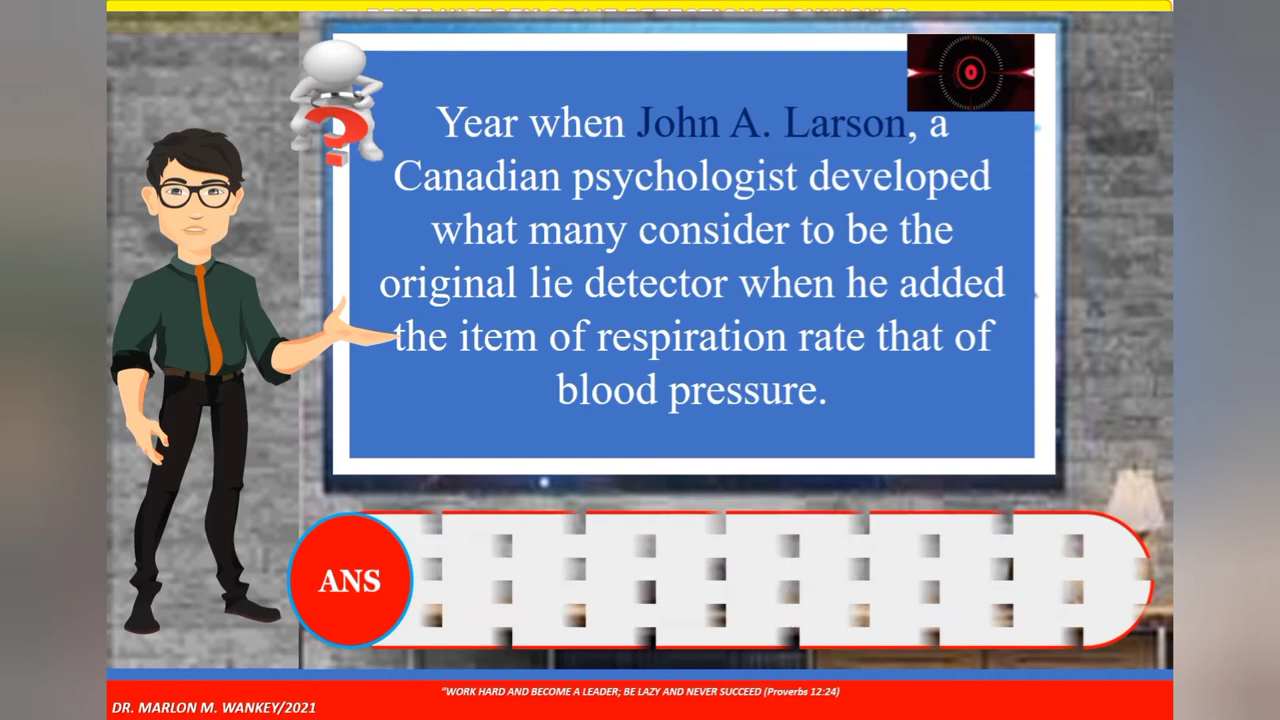 Year when John A. Larson, a
Canadian psychologist developed
what many consider to be the
original lie detector when he added
the item of respiration rate that of
blood pressure.
ANS
“WORK HARD AND BECOME A LEADER; BE LAZY AND NEVER SUCCEED (Proverbs 12:24)
DR. MARLON M. WANKEY/2021